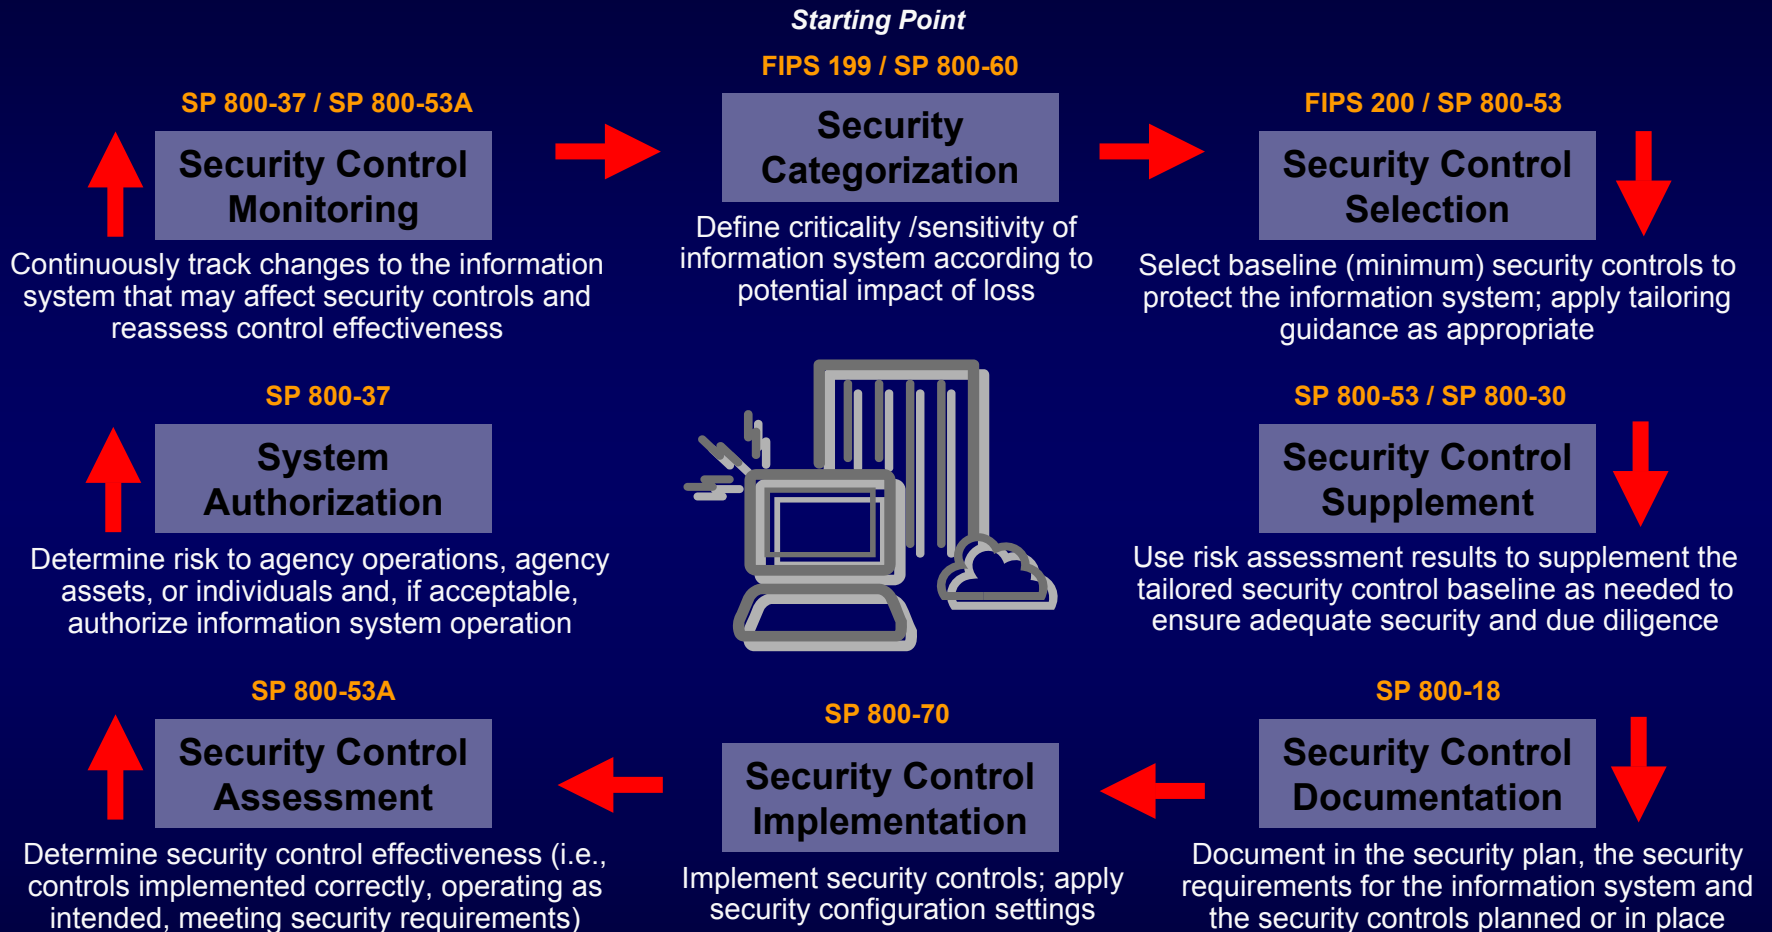 Starting Point
FIPS 199 / SP 800-60
Security
Categorization
Define criticality /sensitivity of
information system according to
potential impact of loss
FIPS 200 / SP 800-53
Security Control
Selection
Select baseline (minimum) security controls to
protect the information system; apply tailoring
guidance as appropriate
SP 800-53 / SP 800-30
Security Control
Supplement
Use risk assessment results to supplement the
tailored security control baseline as needed to
ensure adequate security and due diligence
SP 800-18
Security Control
Documentation
Document in the security plan, the security
requirements for the information system and
the security controls planned or in place
SP 800-70
Security Control
Implementation
Implement security controls; apply
security configuration settings
SP 800-53A
Security Control
Assessment
Determine security control effectiveness (i.e.,
controls implemented correctly, operating as
intended, meeting security requirements)
SP 800-37
System
Authorization
Determine risk to agency operations, agency
assets, or individuals and, if acceptable,
authorize information system operation
SP 800-37 / SP 800-53A
Security Control
Monitoring
Continuously track changes to the information
system that may affect security controls and
reassess control effectiveness